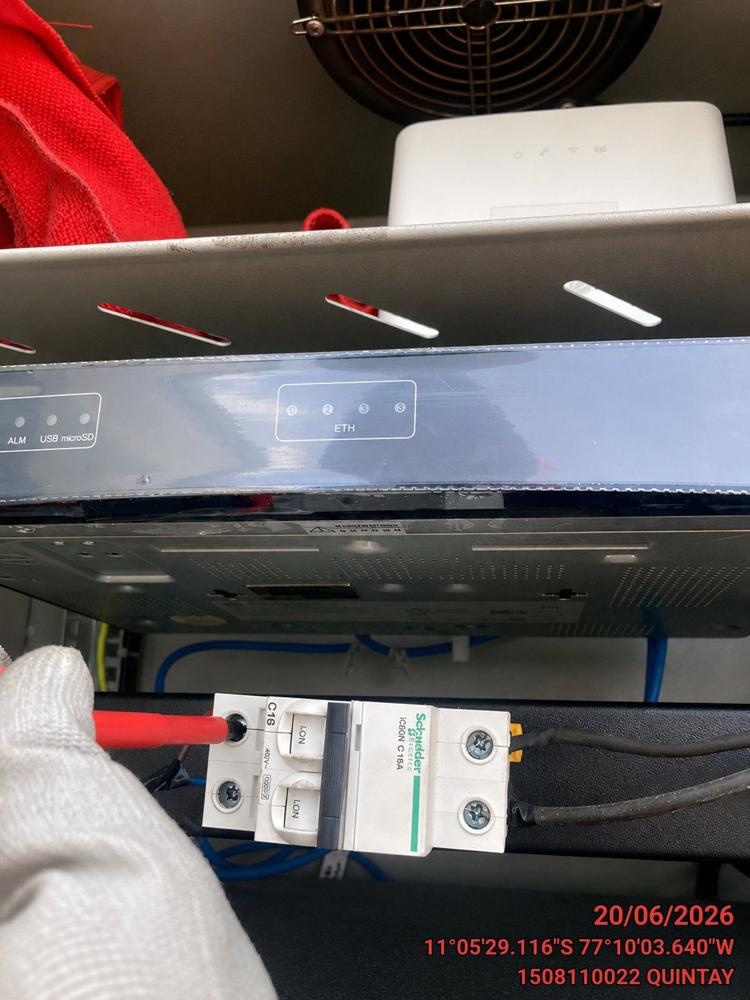 ALM USB microSD
1 2 3 3
ETH
C16
400V~
I.ON
I.ON
Schneider
Electric
iC60N C16A
20/06/2026
11°05'29.116"S 77°10'03.640"W
1508110022 QUINTAY